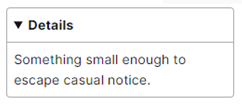 ▼ Details
Something small enough to
escape casual notice.